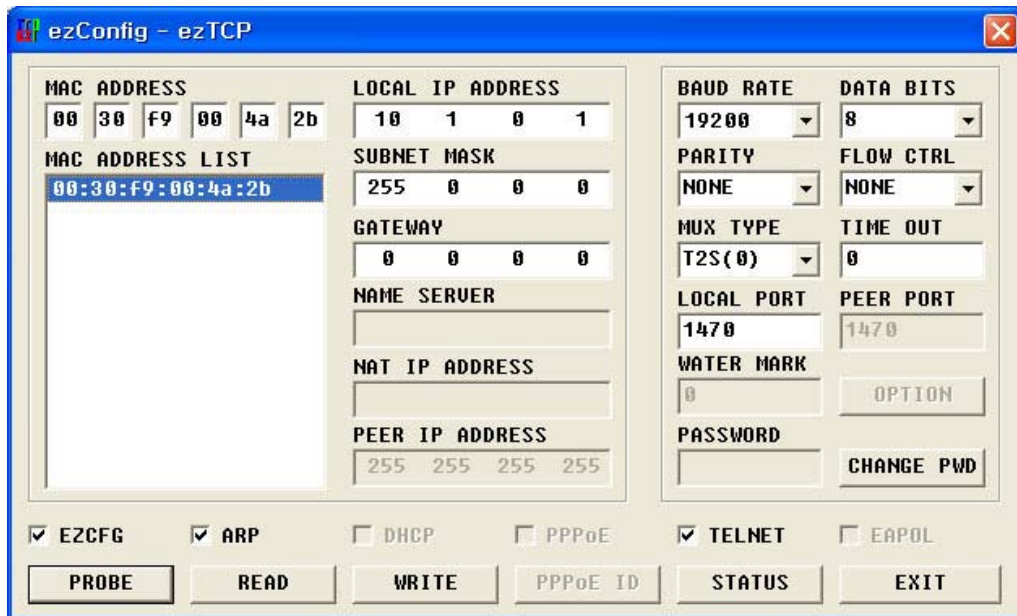 ezConfig - ezTCP
MAC ADDRESS
00 30 f9 00 4a 2b
MAC ADDRESS LIST
00:30:f9:00:4a:2b
LOCAL IP ADDRESS
10 1 0 1
SUBNET MASK
255 0 0 0
GATEWAY
0 0 0 0
NAME SERVER
NAT IP ADDRESS
PEER IP ADDRESS
255 255 255 255
BAUD RATE DATA BITS
19200 8
PARITY FLOW CTRL
NONE NONE
MUX TYPE TIME OUT
T2S(0) 0
LOCAL PORT PEER PORT
1470 1470
WATER MARK
0 OPTION
PASSWORD
CHANGE PWD
EZCFG ARP DHCP PPPoE TELNET EAPOL
PROBE READ WRITE PPPoE ID STATUS EXIT